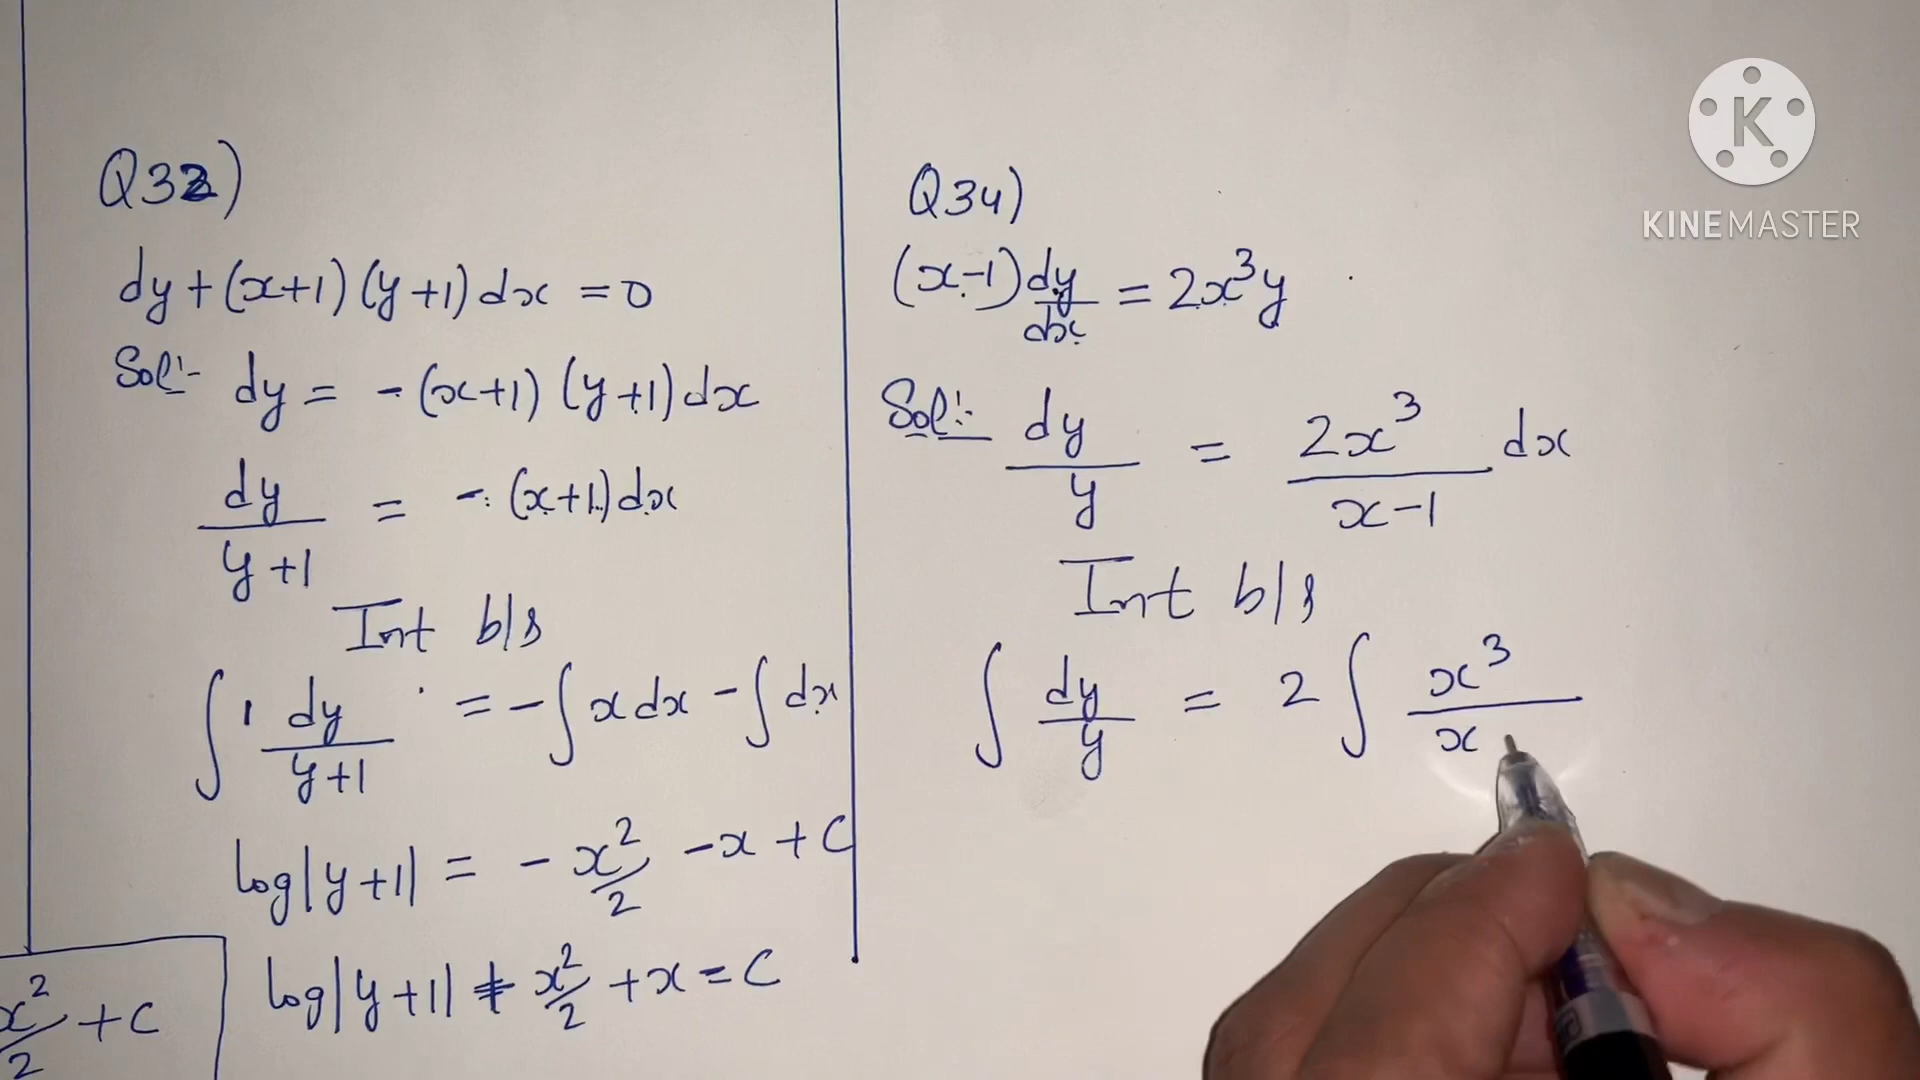 Q32)
dy+(x+1)(y+1)dx=0
Sol:- dy = -(x+1)(y+1)dx
dy/y+1 = -(x+1)dx
Int b/s
∫ 1 dy/y+1 = -∫x dx -∫dx
log|y+1| = -x²/2 -x+C
log|y+1| + x²/2 +x=C
x²/2 +C
Q34)
(x-1)dy/dx = 2x³y
Sol:- dy/y = 2x³/x-1 dx
Int b/s
∫ dy/y = 2∫ x³/x
K
KINEMASTER